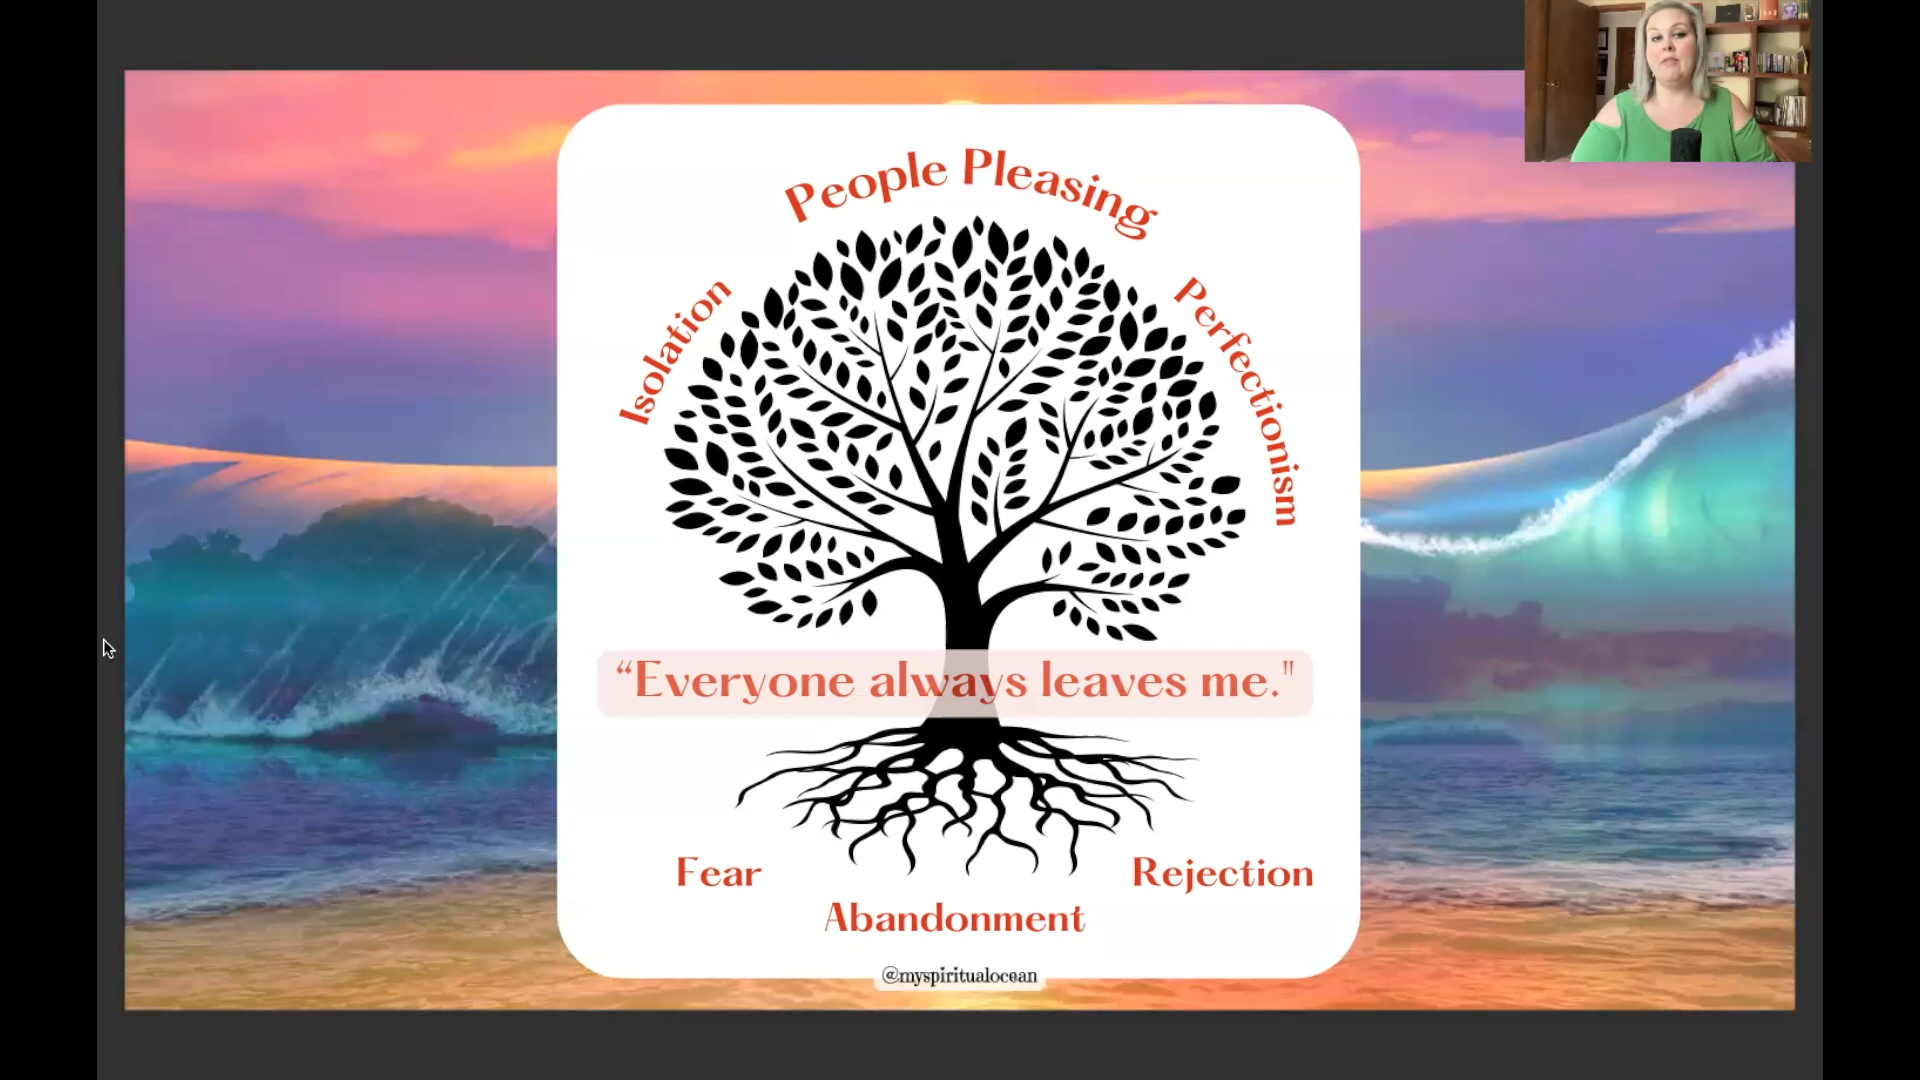 People Pleasing
Isolation
Perfectionism
“Everyone always leaves me."
Fear
Rejection
Abandonment
@myspiritualocean